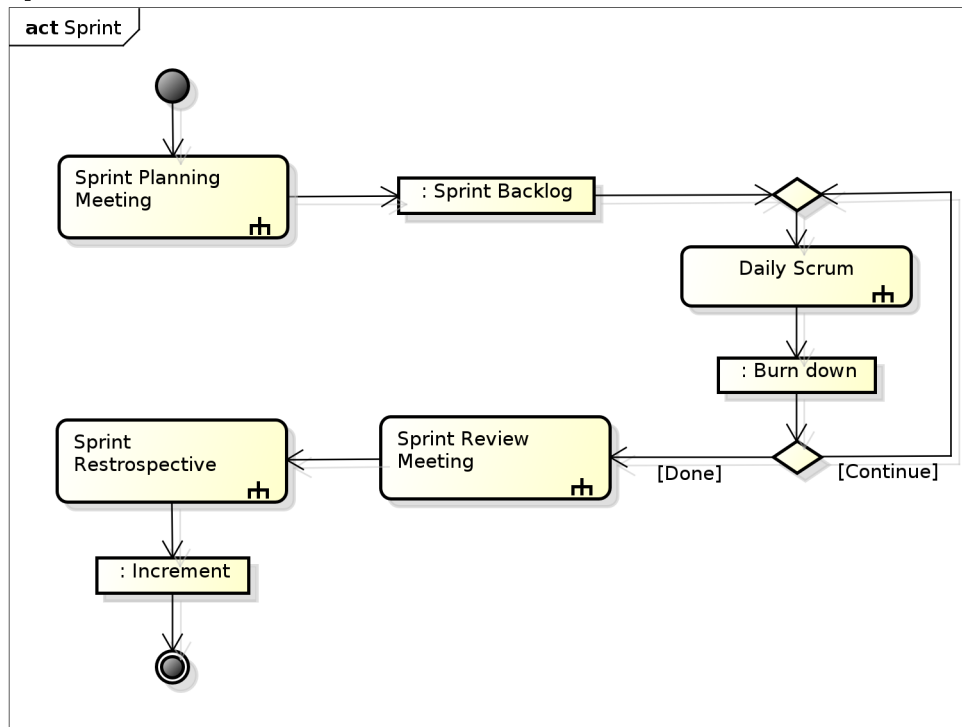 act Sprint
Sprint Planning
Meeting
: Sprint Backlog
Daily Scrum
: Burn down
[Done]
[Continue]
Sprint Review
Meeting
Sprint
Restrospective
: Increment